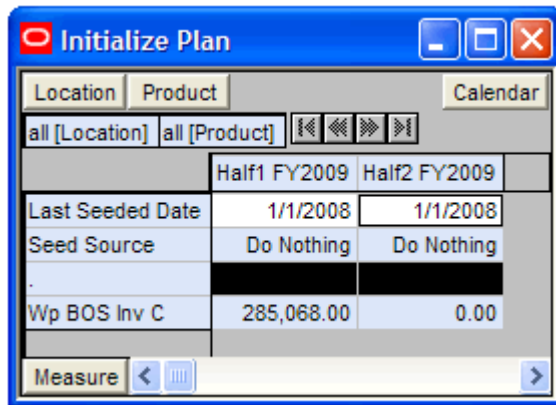 Initialize Plan
Location Product Calendar
all [Location] all [Product]
Half1 FY2009 Half2 FY2009
Last Seeded Date 1/1/2008 1/1/2008
Seed Source Do Nothing Do Nothing
.
Wp BOS Inv C 285,068.00 0.00
Measure